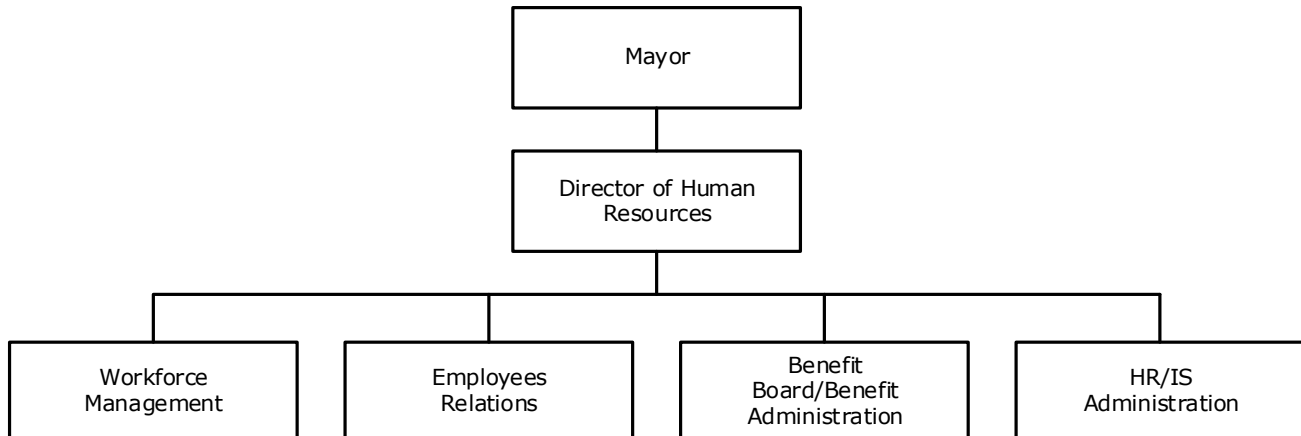 Mayor
Director of Human
Resources
Workforce
Management
Employees
Relations
Benefit
Board/Benefit
Administration
HR/IS
Administration